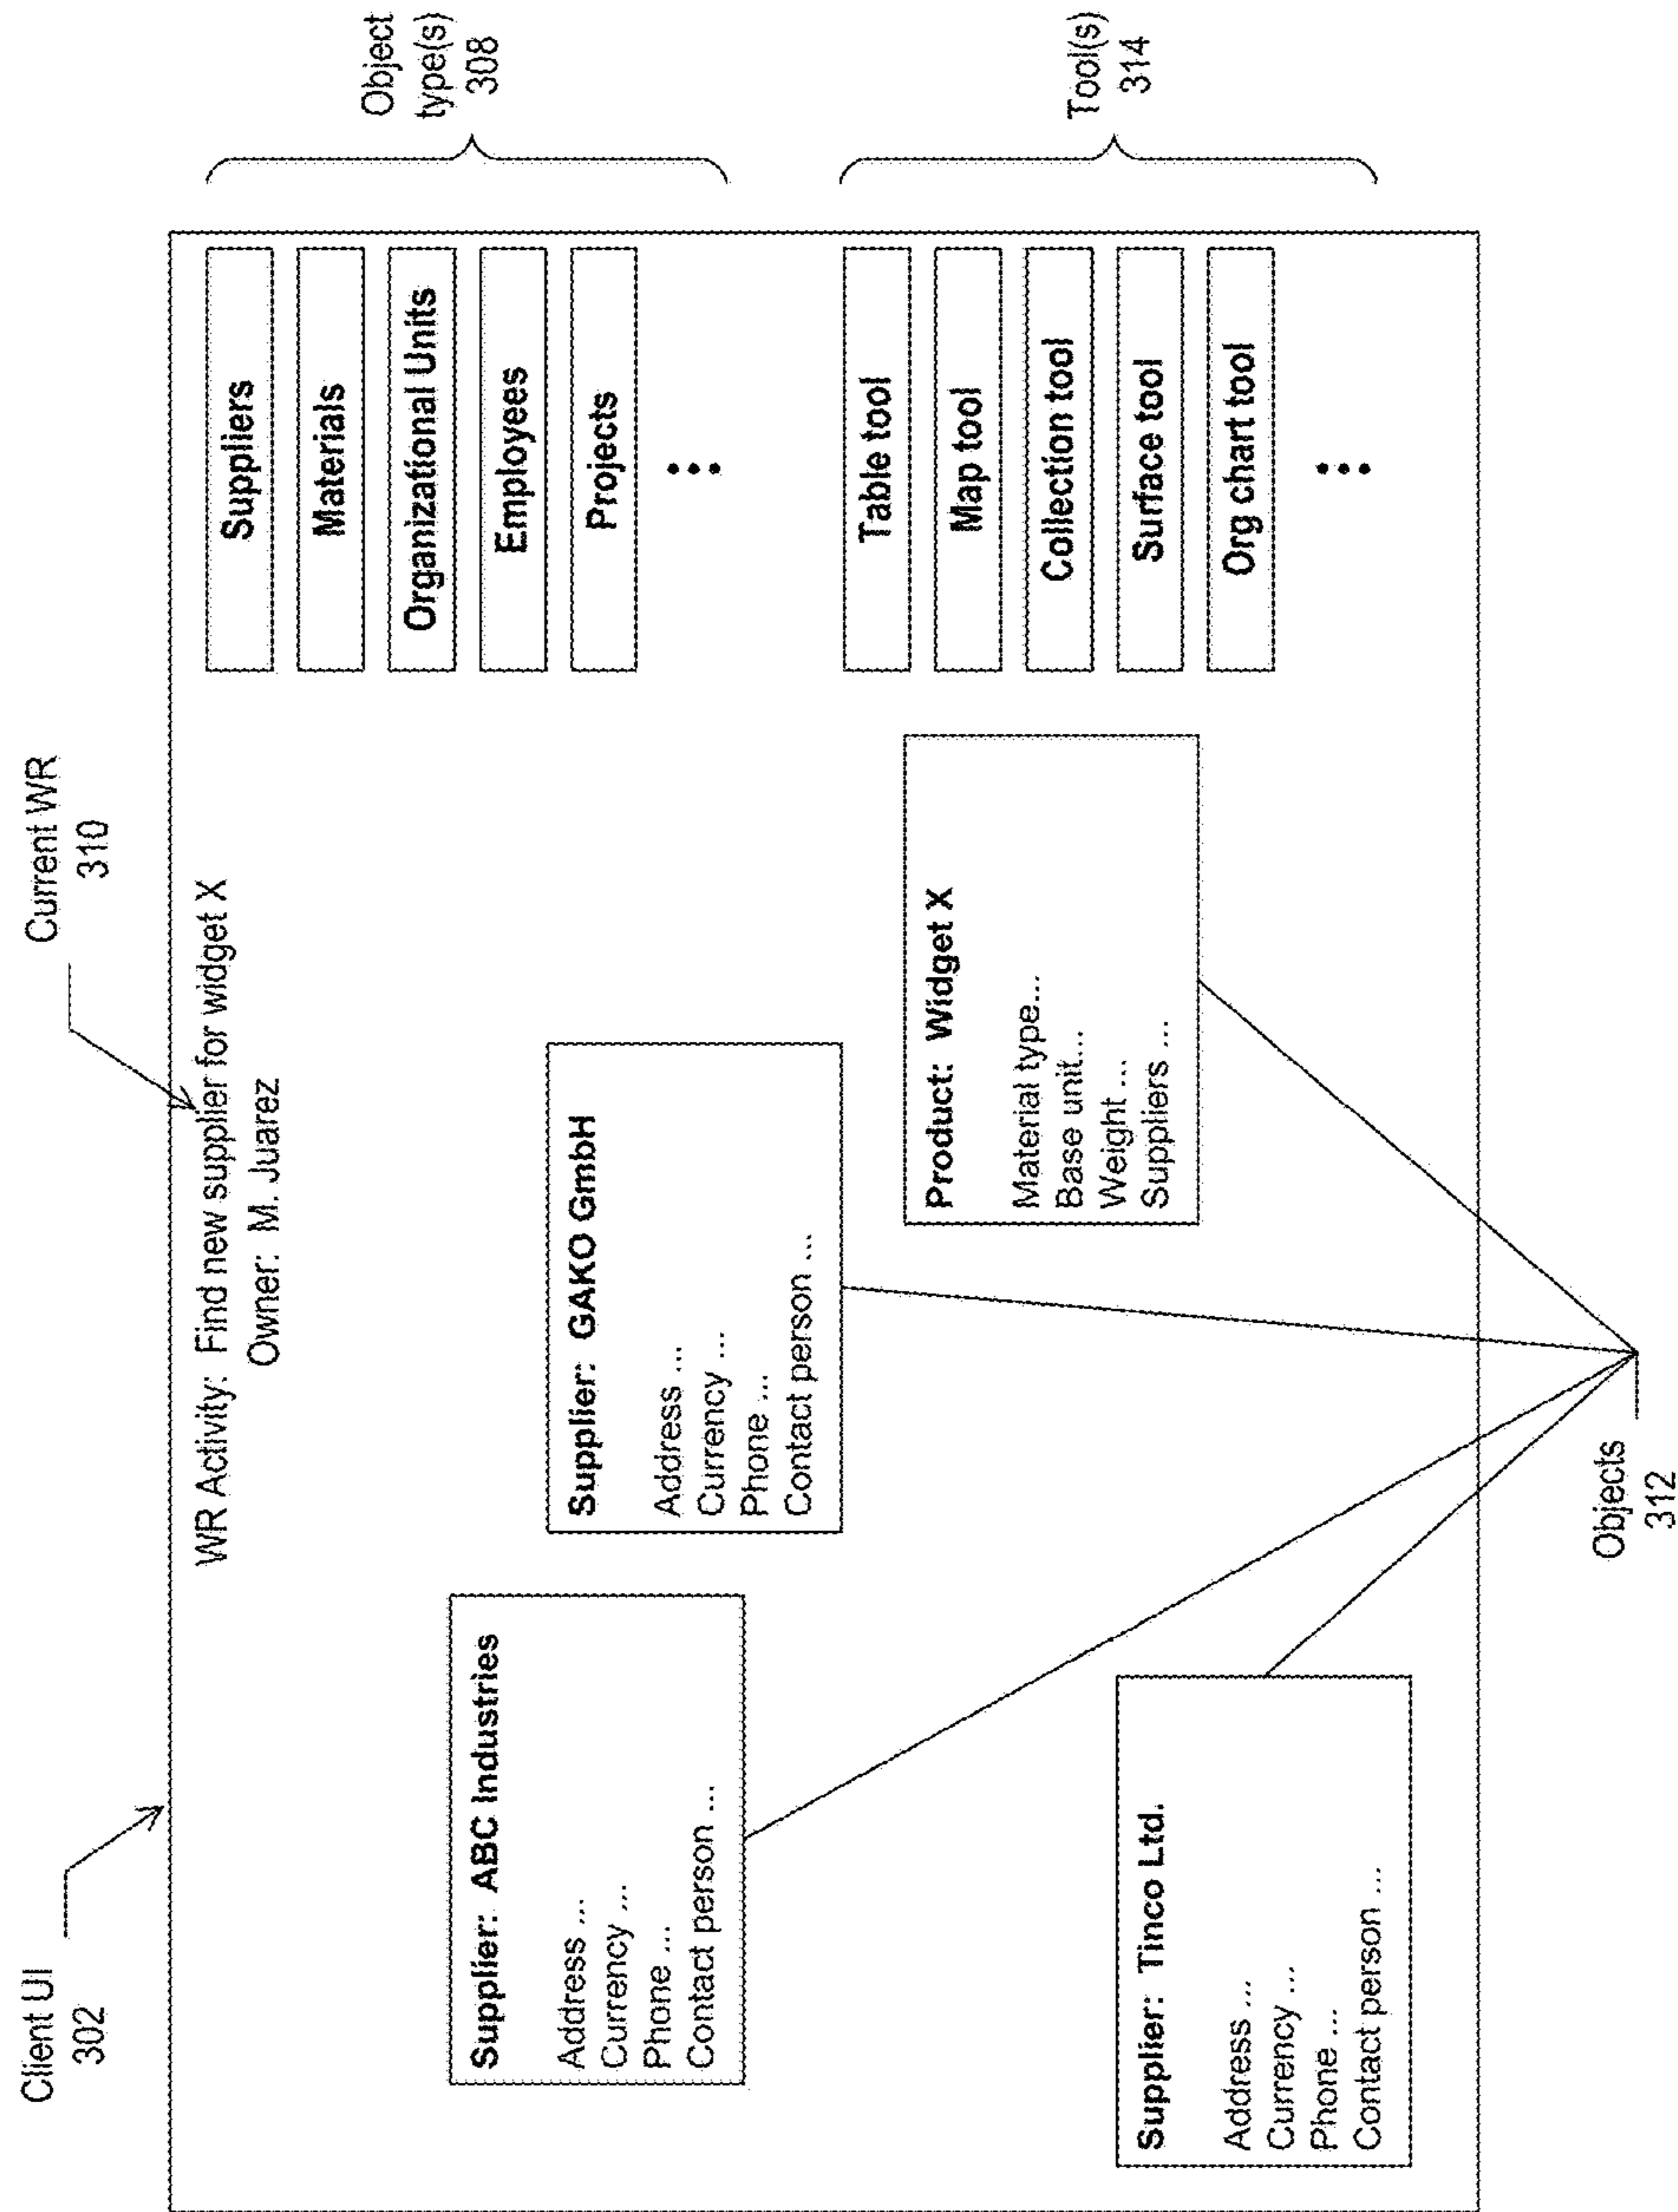 Client UI
302
Current WR
310
WR Activity: Find new supplier for widget X
Owner: M. Juarez
Supplier: ABC Industries
Address ...
Currency ...
Phone ...
Contact person ...
Supplier: GAKO GmbH
Address ...
Currency ...
Phone ...
Contact person ...
Supplier: Tinco Ltd.
Address ...
Currency ...
Phone ...
Contact person ...
Product: Widget X
Material type...
Base unit...
Weight ...
Suppliers ...
Suppliers
Materials
Organizational Units
Employees
Projects
Table tool
Map tool
Collection tool
Surface tool
Org chart tool
Object
type(s)
308
Tool(s)
314
Objects
312